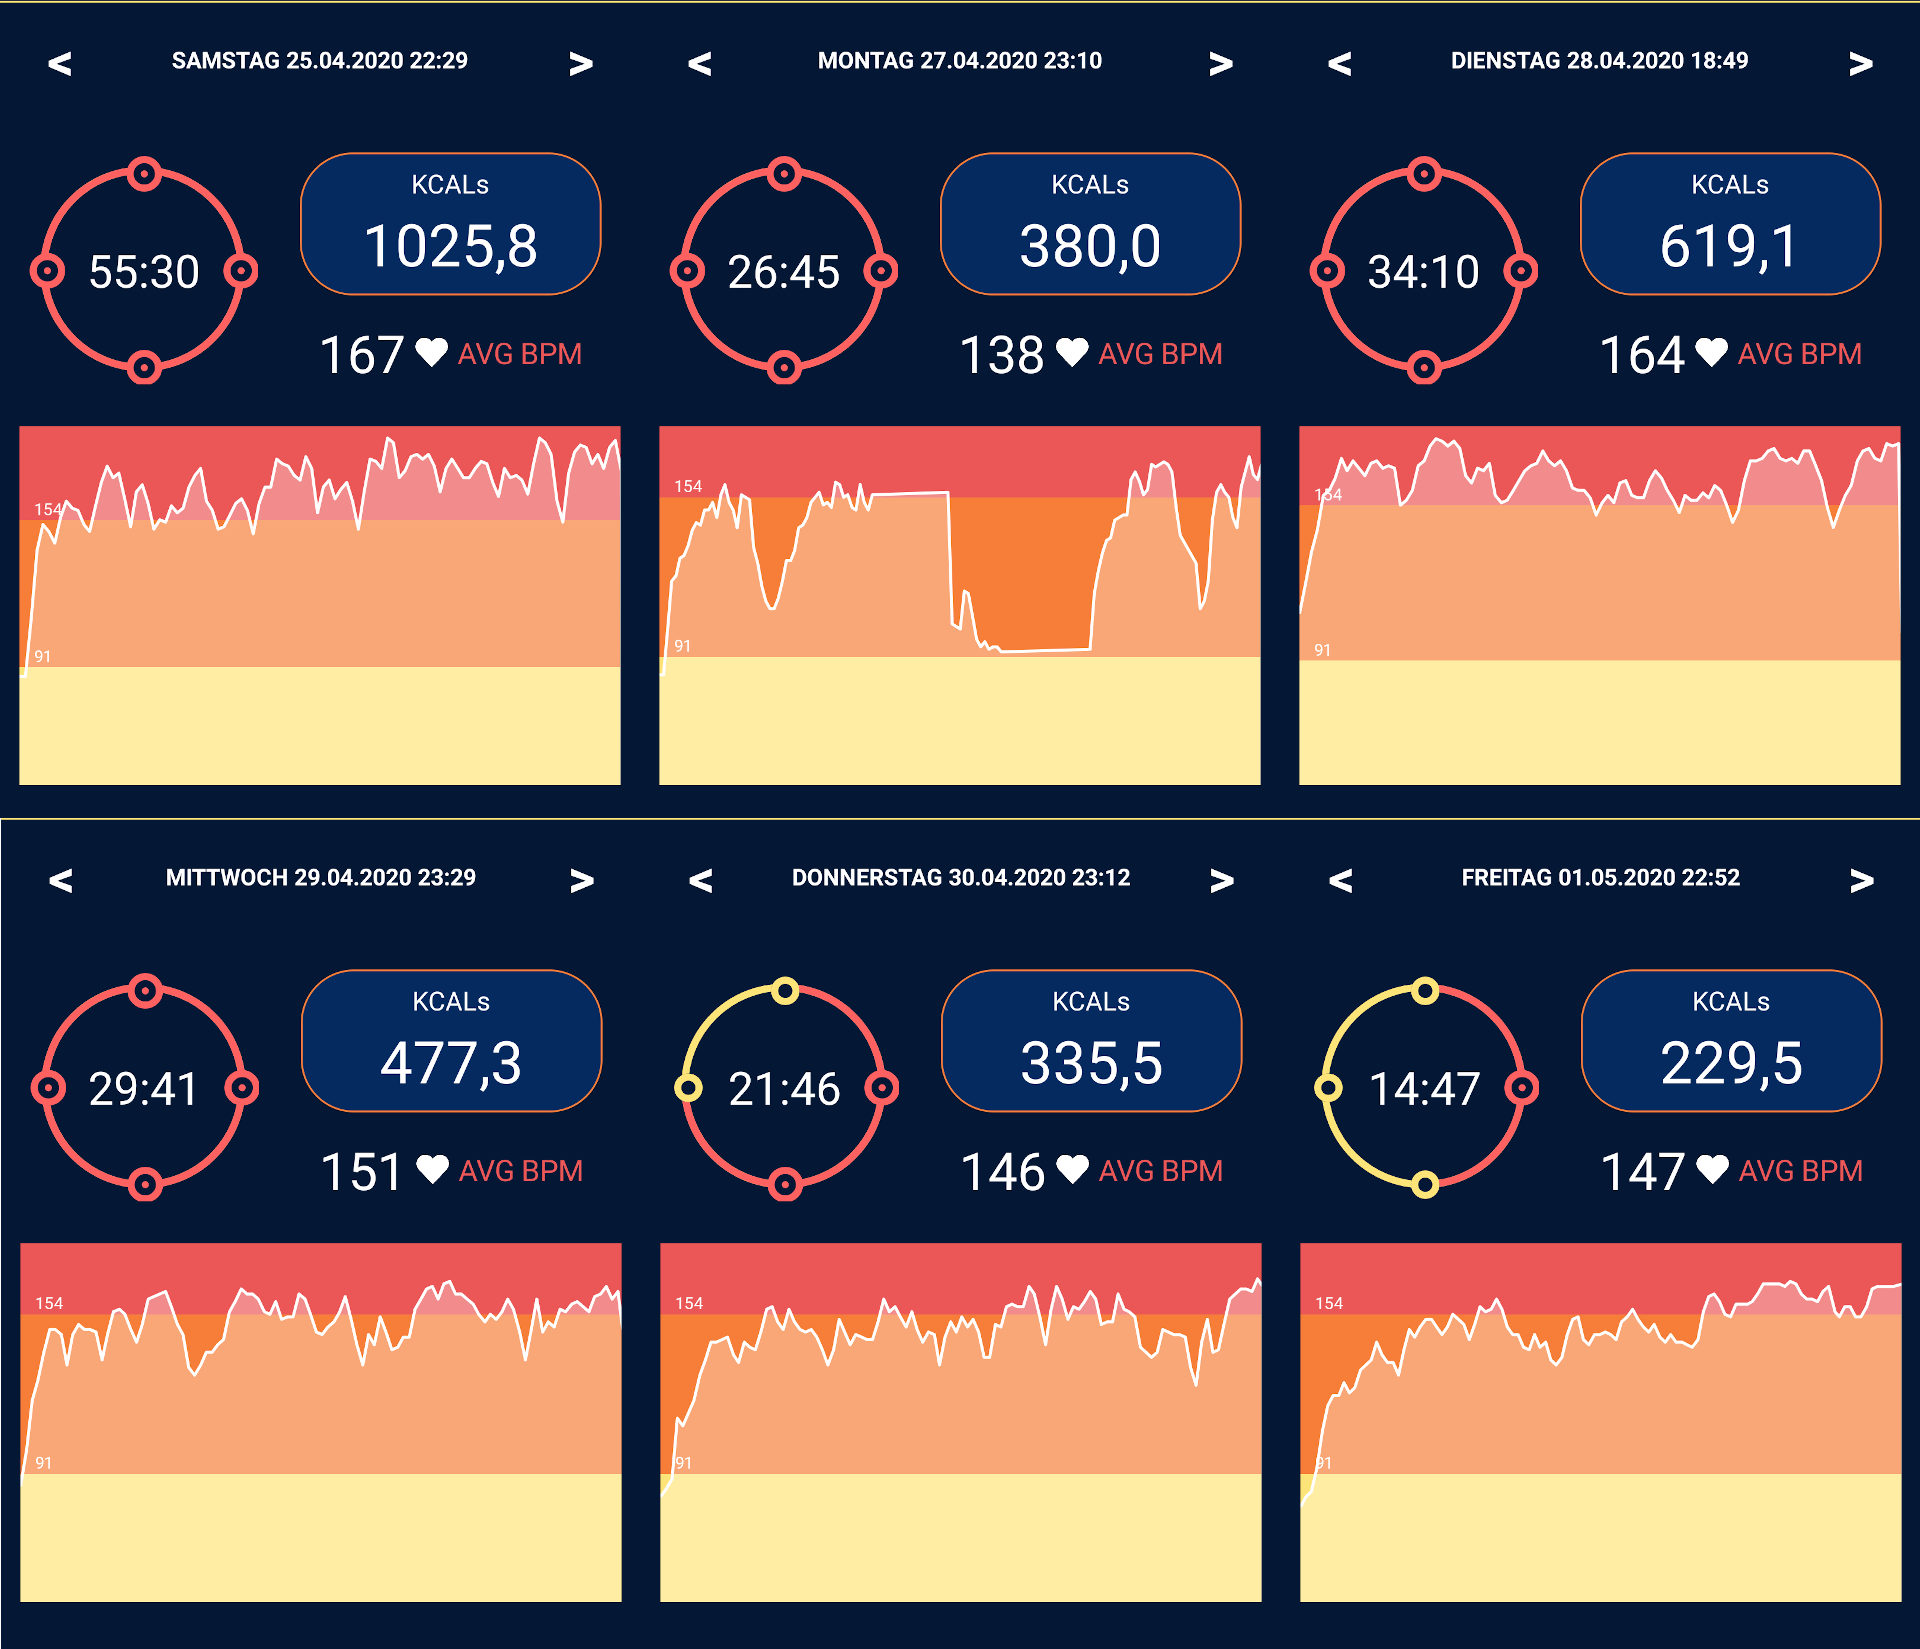 < SAMSTAG 25.04.2020 22:29 >
55:30
KCALs
1025,8
167 AVG BPM
154
91
< MONTAG 27.04.2020 23:10 >
26:45
KCALs
380,0
138 AVG BPM
154
91
< DIENSTAG 28.04.2020 18:49 >
34:10
KCALs
619,1
164 AVG BPM
154
91
< MITTWOCH 29.04.2020 23:29 >
29:41
KCALs
477,3
151 AVG BPM
154
91
< DONNERSTAG 30.04.2020 23:12 >
21:46
KCALs
335,5
146 AVG BPM
154
91
< FREITAG 01.05.2020 22:52 >
14:47
KCALs
229,5
147 AVG BPM
154
91